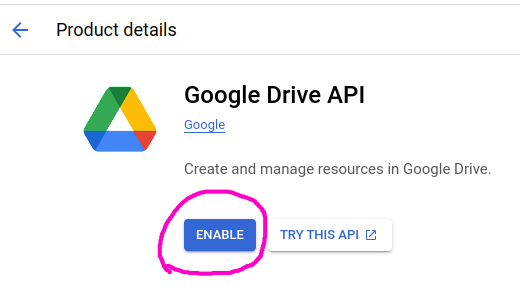 Product details
Google Drive API
Google
Create and manage resources in Google Drive.
ENABLE TRY THIS API